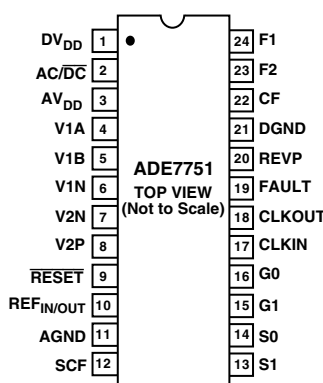 DVDD 1
AC/DC 2
AVDD 3
V1A 4
V1B 5
V1N 6
V2N 7
V2P 8
RESET 9
REFIN/OUT 10
AGND 11
SCF 12
ADE7751
TOP VIEW
(Not to Scale)
24 F1
23 F2
22 CF
21 DGND
20 REVP
19 FAULT
18 CLKOUT
17 CLKIN
16 G0
15 G1
14 S0
13 S1